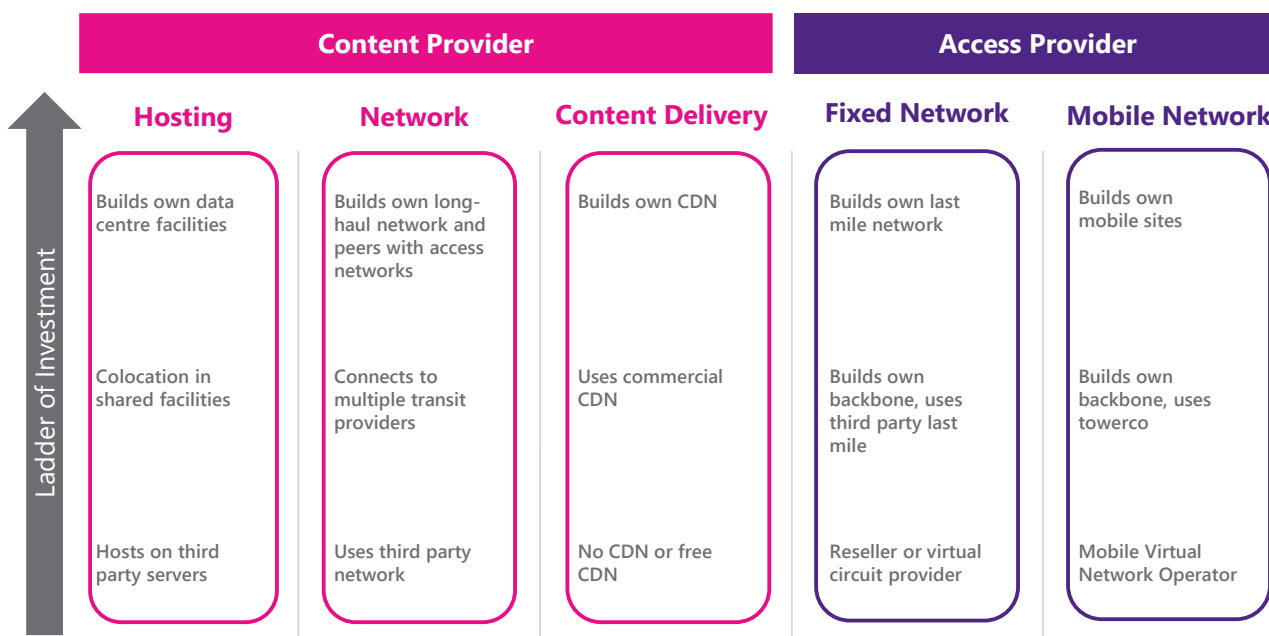 Content Provider
Access Provider
Hosting
Network
Content Delivery
Fixed Network
Mobile Network
Ladder of Investment
Builds own data
centre facilities
Builds own long-
haul network and
peers with access
networks
Builds own CDN
Builds own last
mile network
Builds own
mobile sites
Colocation in
shared facilities
Connects to
multiple transit
providers
Uses commercial
CDN
Builds own
backbone, uses
third party last
mile
Builds own
backbone, uses
towerco
Hosts on third
party servers
Uses third party
network
No CDN or free
CDN
Reseller or virtual
circuit provider
Mobile Virtual
Network Operator